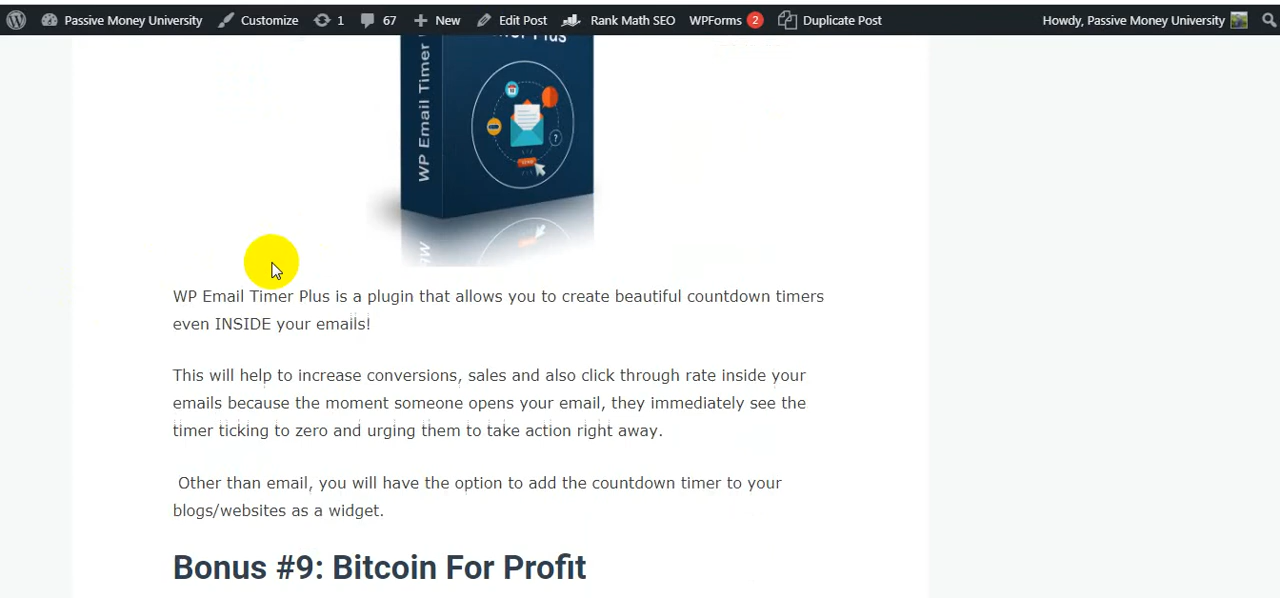 Passive Money University Customize 1 67 New Edit Post Rank Math SEO WPForms 2 Duplicate Post Howdy, Passive Money University
Plus
WP Email Timer
WP Email Timer Plus is a plugin that allows you to create beautiful countdown timers
even INSIDE your emails!
This will help to increase conversions, sales and also click through rate inside your
emails because the moment someone opens your email, they immediately see the
timer ticking to zero and urging them to take action right away.
Other than email, you will have the option to add the countdown timer to your
blogs/websites as a widget.
Bonus #9: Bitcoin For Profit